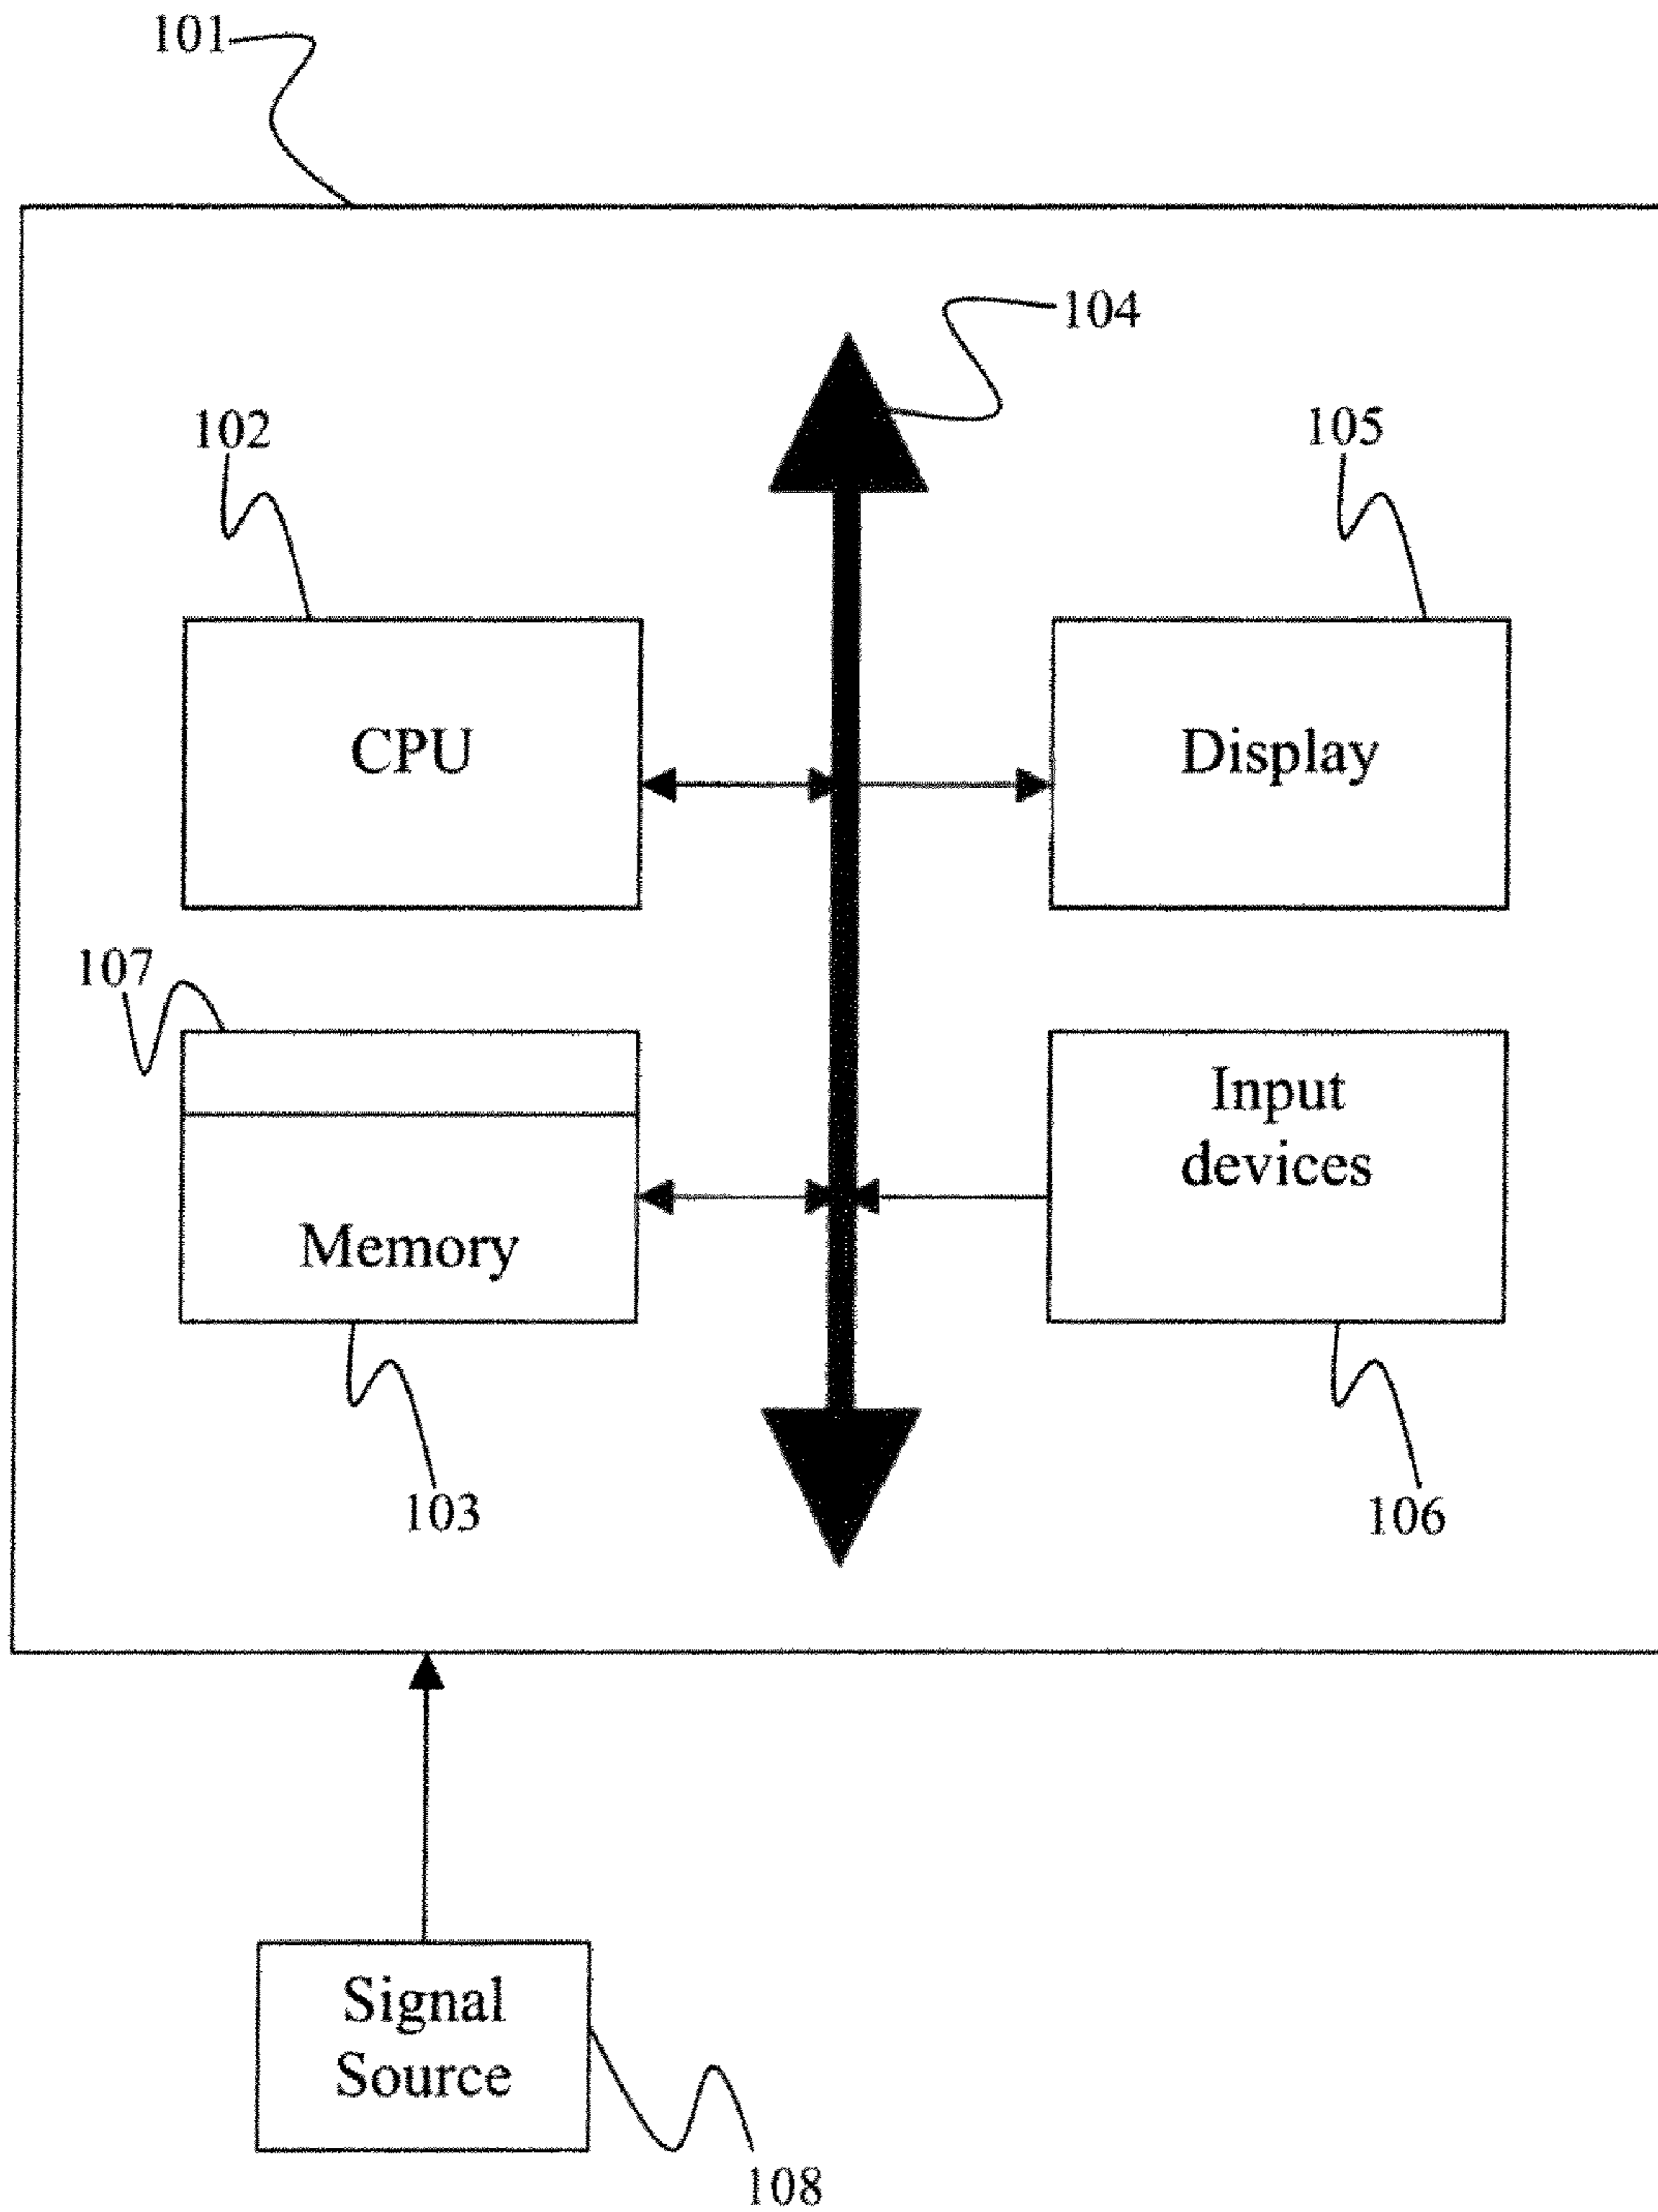 101
104
102
105
CPU
Display
107
Input
devices
Memory
103
106
Signal
Source
108